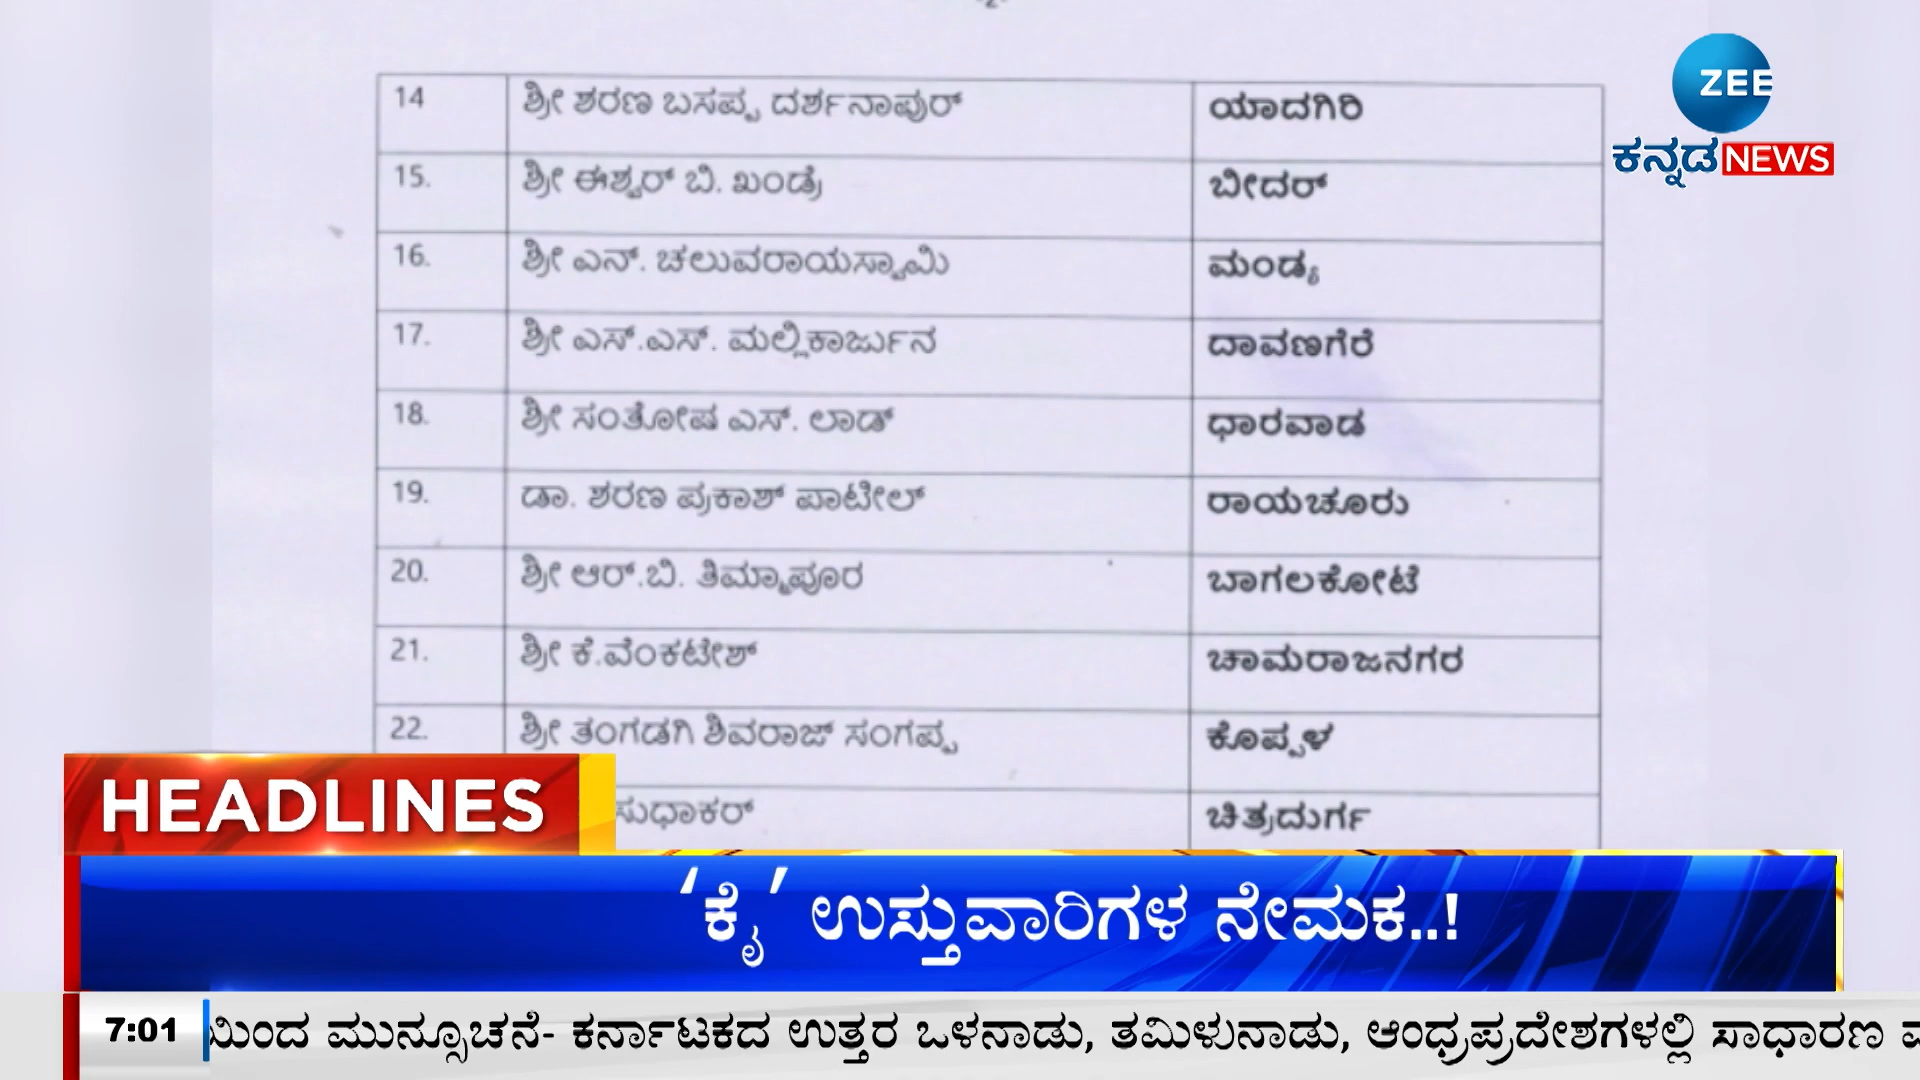 14 ಶ್ರೀ ಶರಣ ಬಸಪ್ಪ ದರ್ಶನಾಪುರ್ ಯಾದಗಿರಿ
15. ಶ್ರೀ ಈಶ್ವರ್ ಬಿ. ಖಂಡ್ರೆ ಬೀದರ್
16. ಶ್ರೀ ಎನ್. ಚಲುವರಾಯಸ್ವಾಮಿ ಮಂಡ್ಯ
17. ಶ್ರೀ ಎಸ್.ಎಸ್. ಮಲ್ಲಿಕಾರ್ಜುನ ದಾವಣಗೆರೆ
18. ಶ್ರೀ ಸಂತೋಷ ಎಸ್. ಲಾಡ್ ಧಾರವಾಡ
19. ಡಾ. ಶರಣ ಪ್ರಕಾಶ್ ಪಾಟೀಲ್ ರಾಯಚೂರು
20. ಶ್ರೀ ಆರ್.ಬಿ. ತಿಮ್ಮಾಪೂರ ಬಾಗಲಕೋಟೆ
21. ಶ್ರೀ ಕೆ.ವೆಂಕಟೇಶ್ ಚಾಮರಾಜನಗರ
22. ಶ್ರೀ ತಂಗಡಗಿ ಶಿವರಾಜ್ ಸಂಗಪ್ಪ ಕೊಪ್ಪಳ
ಸುಧಾಕರ್ ಚಿತ್ರದುರ್ಗ
ZEE
ಕನ್ನಡ NEWS
HEADLINES
'ಕೈ' ಉಸ್ತುವಾರಿಗಳ ನೇಮಕ..!
7:01 ಯಿಂದ ಮುನ್ಸೂಚನೆ- ಕರ್ನಾಟಕದ ಉತ್ತರ ಒಳನಾಡು, ತಮಿಳುನಾಡು, ಆಂಧ್ರಪ್ರದೇಶಗಳಲ್ಲಿ ಸಾಧಾರಣ